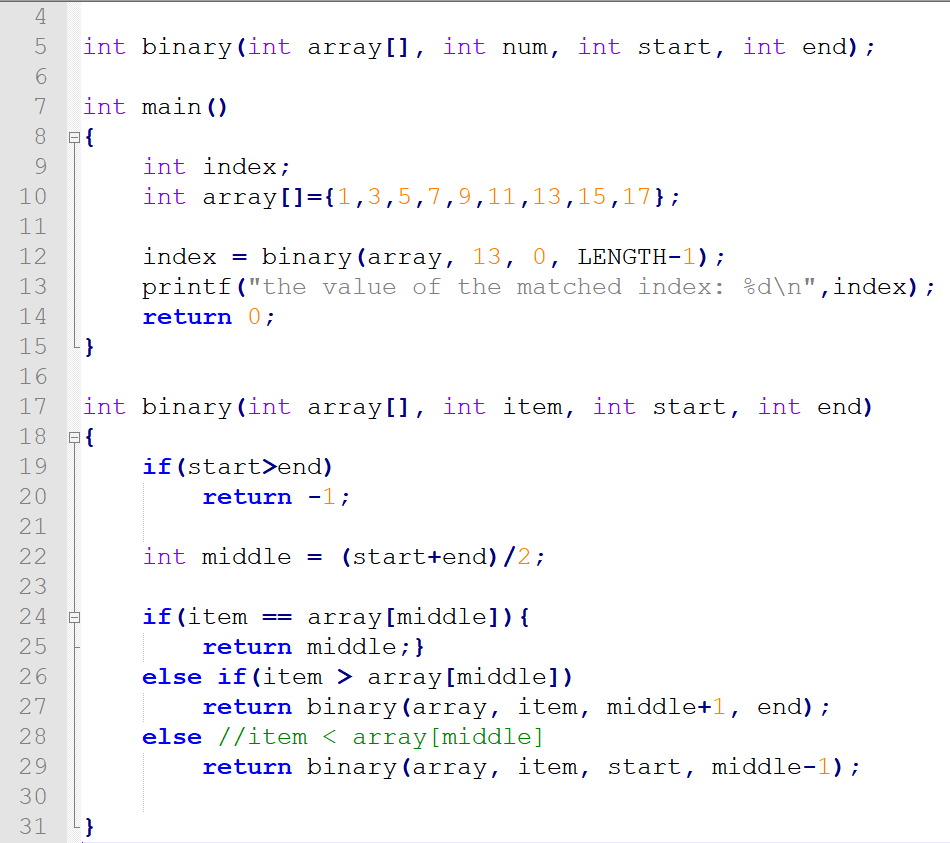 4
5 int binary(int array[], int num, int start, int end);
6
7 int main()
8 {
9     int index;
10     int array[]={1,3,5,7,9,11,13,15,17};
11
12     index = binary(array, 13, 0, LENGTH-1);
13     printf("the value of the matched index: %d\n",index);
14     return 0;
15 }
16
17 int binary(int array[], int item, int start, int end)
18 {
19     if(start>end)
20         return -1;
21
22     int middle = (start+end)/2;
23
24     if(item == array[middle]){
25         return middle;}
26     else if(item > array[middle])
27         return binary(array, item, middle+1, end);
28     else //item < array[middle]
29         return binary(array, item, start, middle-1);
30
31 }